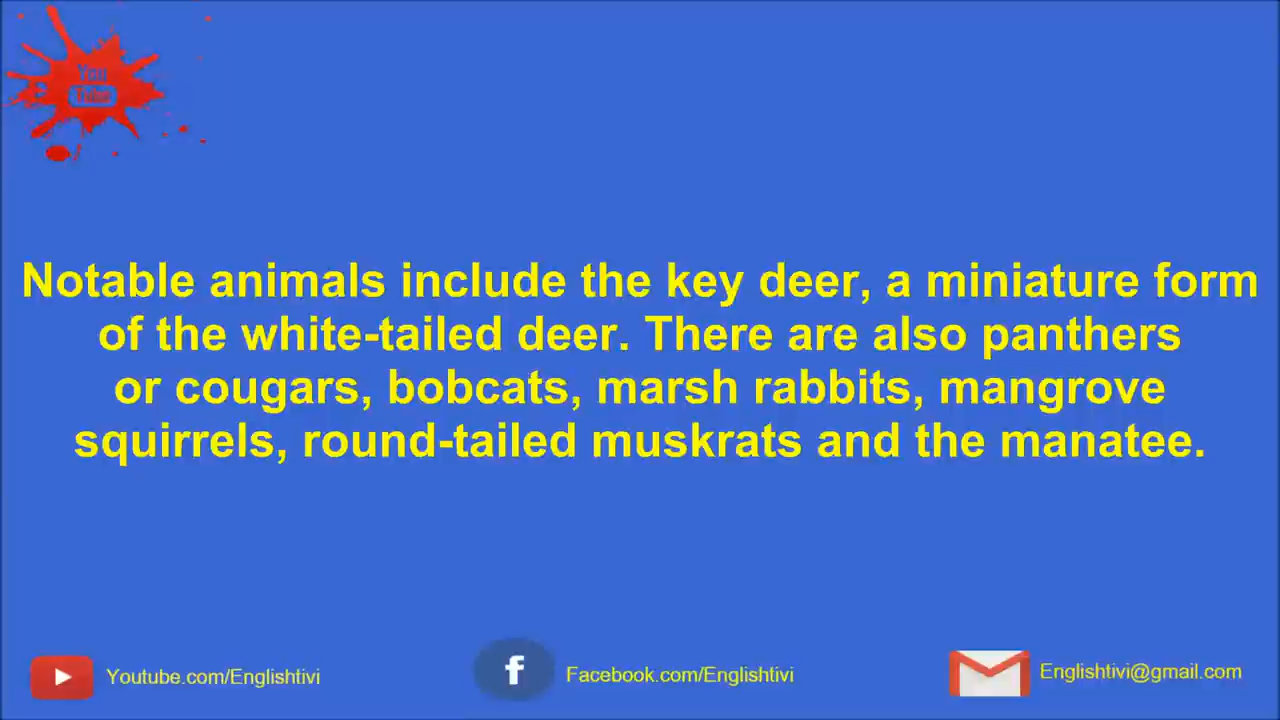 You
Tube
Notable animals include the key deer, a miniature form
of the white-tailed deer. There are also panthers
or cougars, bobcats, marsh rabbits, mangrove
squirrels, round-tailed muskrats and the manatee.
Youtube.com/Englishtivi
f
Facebook.com/Englishtivi
Englishtivi@gmail.com